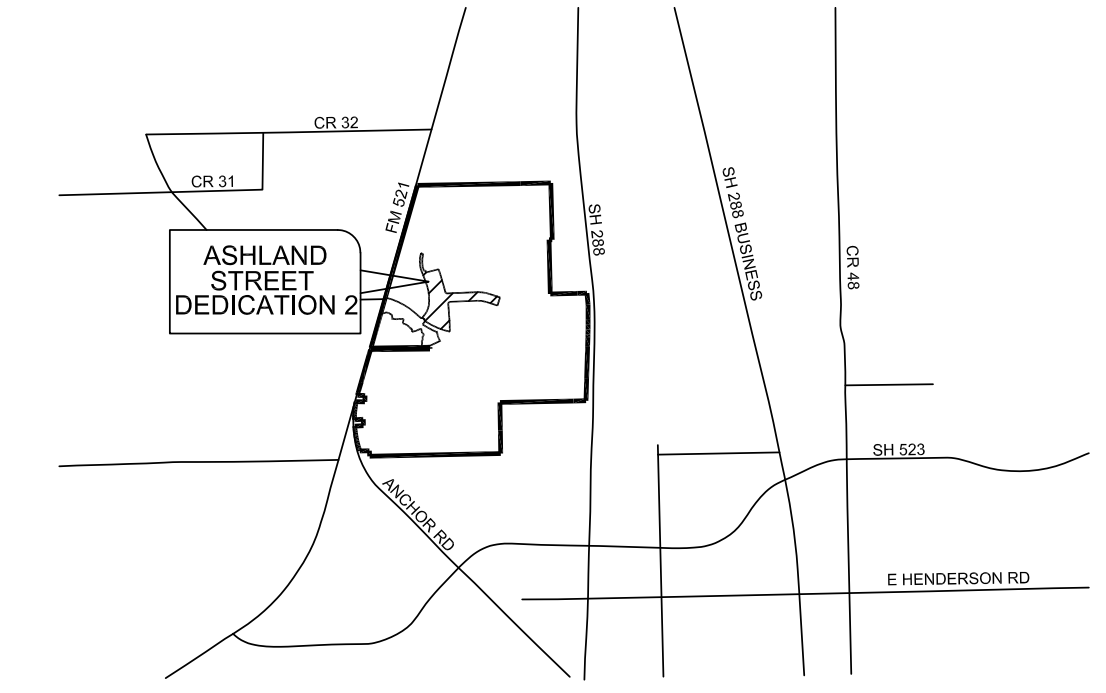 CR 32
CR 31
FM 521
SH 288
SH 288 BUSINESS
CR 48
ASHLAND
STREET
DEDICATION 2
SH 523
ANCHOR RD
E HENDERSON RD